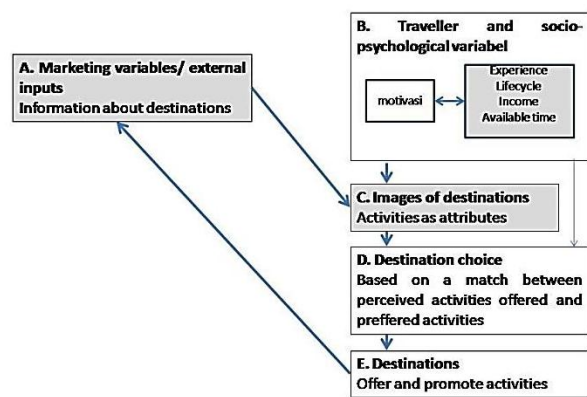 B. Traveller and socio-
psychological variabel
A. Marketing variables/ external
inputs
Information about destinations
motivasi
Experience
Lifecycle
Income
Available time
C. Images of destinations
Activities as attributes
D. Destination choice
Based on a match between
perceived activities offered and
preffered activities
E. Destinations
Offer and promote activities